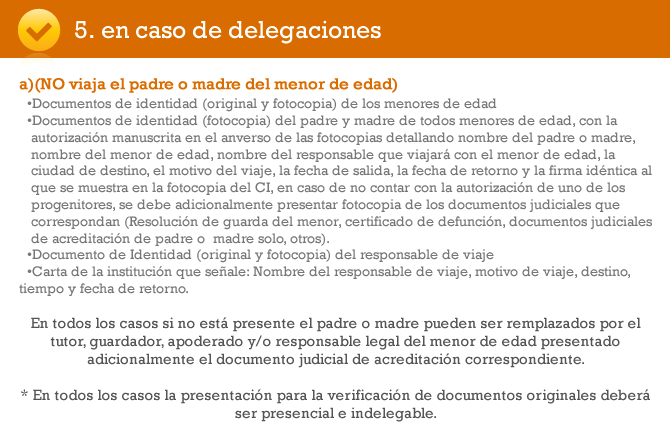 5. en caso de delegaciones
a)(NO viaja el padre o madre del menor de edad)
•Documentos de identidad (original y fotocopia) de los menores de edad
•Documentos de identidad (fotocopia) del padre y madre de todos menores de edad, con la
autorización manuscrita en el anverso de las fotocopias detallando nombre del padre o madre,
nombre del menor de edad, nombre del responsable que viajará con el menor de edad, la
ciudad de destino, el motivo del viaje, la fecha de salida, la fecha de retorno y la firma idéntica al
que se muestra en la fotocopia del CI, en caso de no contar con la autorización de uno de los
progenitores, se debe adicionalmente presentar fotocopia de los documentos judiciales que
correspondan (Resolución de guarda del menor, certificado de defunción, documentos judiciales
de acreditación de padre o  madre solo, otros).
•Documento de Identidad (original y fotocopia) del responsable de viaje
•Carta de la institución que señale: Nombre del responsable de viaje, motivo de viaje, destino,
tiempo y fecha de retorno.
En todos los casos si no está presente el padre o madre pueden ser remplazados por el
tutor, guardador, apoderado y/o responsable legal del menor de edad presentado
adicionalmente el documento judicial de acreditación correspondiente.
* En todos los casos la presentación para la verificación de documentos originales deberá
ser presencial e indelegable.